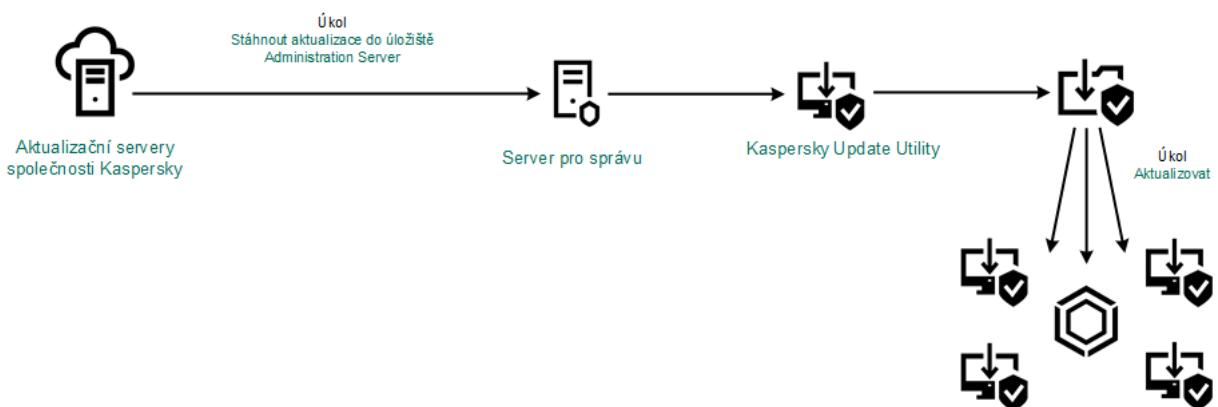 Úkol
Stáhnout aktualizace do úložiště
Administration Server
Aktualizační servery
společnosti Kaspersky
Server pro správu
Kaspersky Update Utility
Úkol
Aktualizovat